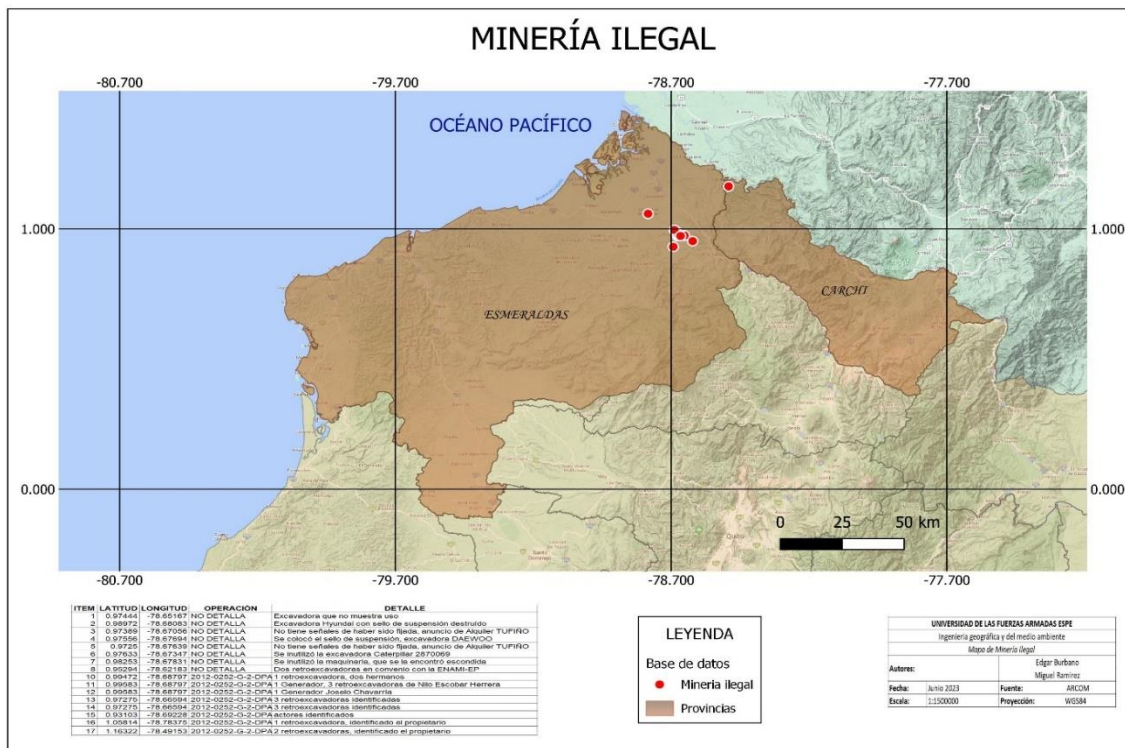 MINERÍA ILEGAL
-80.700 -79.700 -78.700 -77.700
OCÉANO PACÍFICO
1.000 1.000
CARCHI
ESMERALDAS
0.000 0.000
Quito
0 25 50 km
-80.700 -79.700 -78.700 -77.700
ITEM LATITUD LONGITUD OPERACIÓN DETALLE
1 0.97444 -78.65167 NO DETALLA Excavadora que no muestra uso
2 0.98972 -78.68083 NO DETALLA Excavadora Hyundai con sello de suspensión destruído
3 0.97389 -78.67056 NO DETALLA No tiene señales de haber sido fijada, anuncio de Alquiler TUFIÑO
4 0.97556 -78.67694 NO DETALLA Se colocó el sello de suspensión, excavadora DAEWOO
5 0.9725 -78.67639 NO DETALLA No tiene señales de haber sido fijada, anuncio de Alquiler TUFIÑO
6 0.97633 -78.67347 NO DETALLA Se inutilizó la excavadora Caterpillar 2870069
7 0.98253 -78.67831 NO DETALLA Se inutilizó la maquinaria, que se la encontró escondida
8 0.95294 -78.62183 NO DETALLA Dos retroexcavadoras en convenio con la ENAMI-EP
10 0.99472 -78.68797 2012-0252-G-2-DPA 1 retroexavadora, dos hermanos
11 0.99583 -78.68797 2012-0252-G-2-DPA 1 Generador, 3 retroexcavadoras de Nilo Escobar Herrera
12 0.99583 -78.68797 2012-0252-G-2-DPA 1 Generador Joselo Chavarría
13 0.97275 -78.66594 2012-0252-G-2-DPA 3 retroexcavadoras identificadas
14 0.97275 -78.66594 2012-0252-G-2-DPA 3 retroexcavadoras identificadas
15 0.93103 -78.69228 2012-0252-G-2-DPA actores identificados
16 1.05814 -78.78375 2012-0252-G-2-DPA 1 retroexcavadora, identificado el propietario
17 1.16322 -78.49153 2012-0252-G-2-DPA 2 retroexcavadoras, identificado el propietario
LEYENDA
Base de datos
Mineria ilegal
Provincias
UNIVERSIDAD DE LAS FUERZAS ARMADAS ESPE
Ingeniería geográfica y del medio ambiente
Mapa de Minería Ilegal
Autores: Edgar Burbano
Miguel Ramirez
Fecha: Junio 2023 Fuente: ARCOM
Escala: 1:1500000 Proyección: WGS84